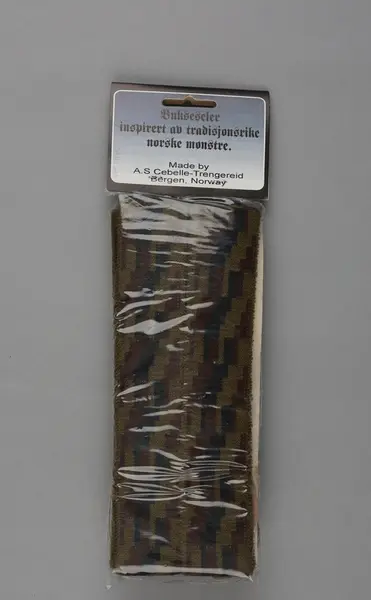 Bukseseler
inspirert av tradisjonsrike
norske mønstre.
Made by
A.S Cebelle-Trengereid
Bergen, Norway